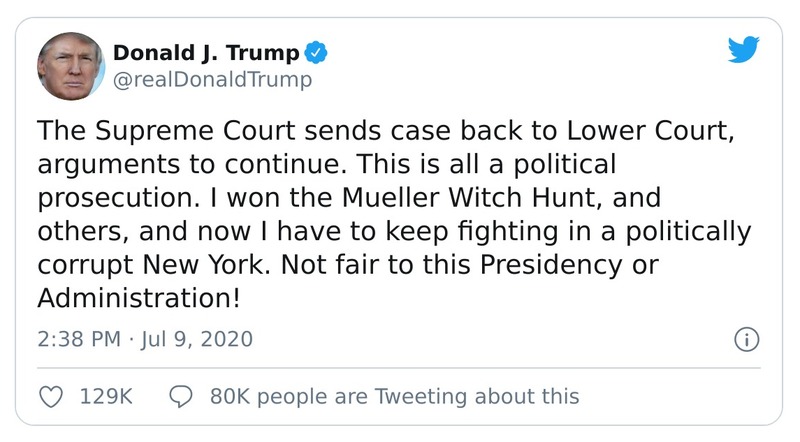 Donald J. Trump
@realDonaldTrump
The Supreme Court sends case back to Lower Court,
arguments to continue. This is all a political
prosecution. I won the Mueller Witch Hunt, and
others, and now I have to keep fighting in a politically
corrupt New York. Not fair to this Presidency or
Administration!
2:38 PM · Jul 9, 2020
129K 80K people are Tweeting about this